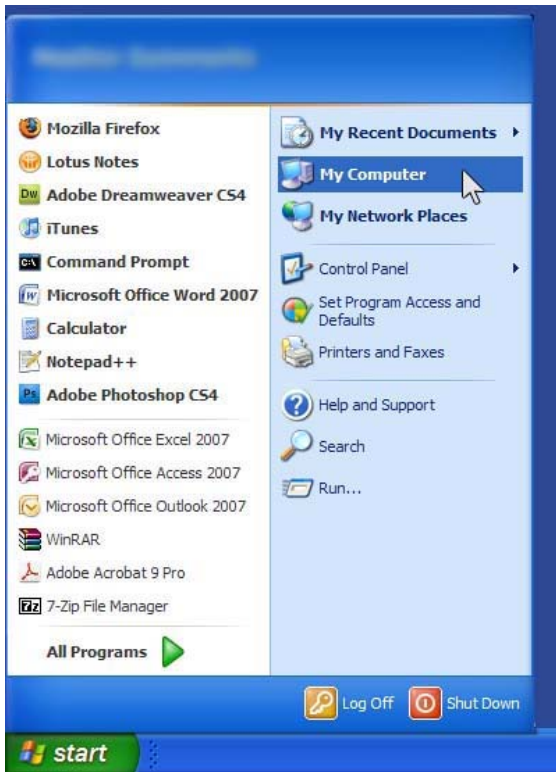 Mozilla Firefox
Lotus Notes
Dw Adobe Dreamweaver CS4
iTunes
C:\ Command Prompt
Microsoft Office Word 2007
Calculator
Notepad++
Ps Adobe Photoshop CS4
Microsoft Office Excel 2007
Microsoft Office Access 2007
Microsoft Office Outlook 2007
WinRAR
Adobe Acrobat 9 Pro
7z 7-Zip File Manager
All Programs
My Recent Documents
My Computer
My Network Places
Control Panel
Set Program Access and
Defaults
Printers and Faxes
Help and Support
Search
Run...
Log Off
Shut Down
start